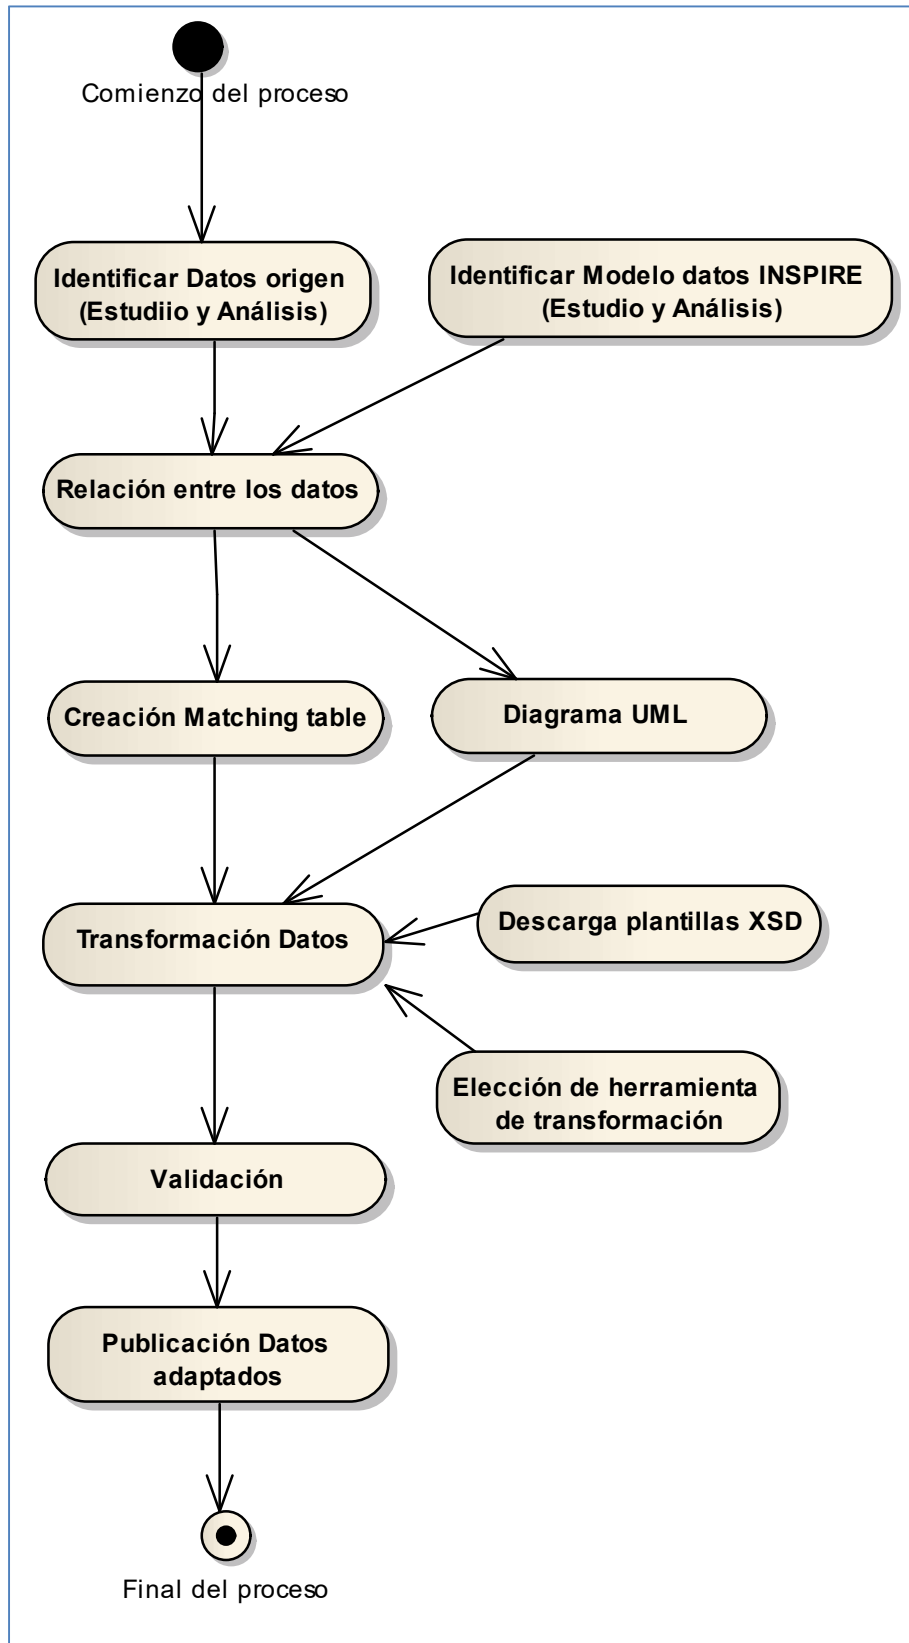 Comienzo del proceso
Identificar Datos origen
(Estudiio y Análisis)
Identificar Modelo datos INSPIRE
(Estudio y Análisis)
Relación entre los datos
Creación Matching table
Diagrama UML
Transformación Datos
Descarga plantillas XSD
Elección de herramienta
de transformación
Validación
Publicación Datos
adaptados
Final del proceso